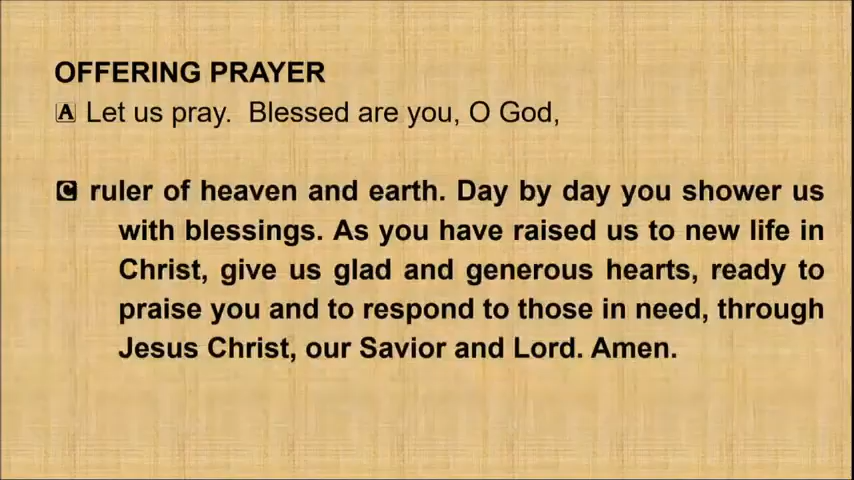 OFFERING PRAYER
A Let us pray.  Blessed are you, O God,
C ruler of heaven and earth. Day by day you shower us
with blessings. As you have raised us to new life in
Christ, give us glad and generous hearts, ready to
praise you and to respond to those in need, through
Jesus Christ, our Savior and Lord. Amen.